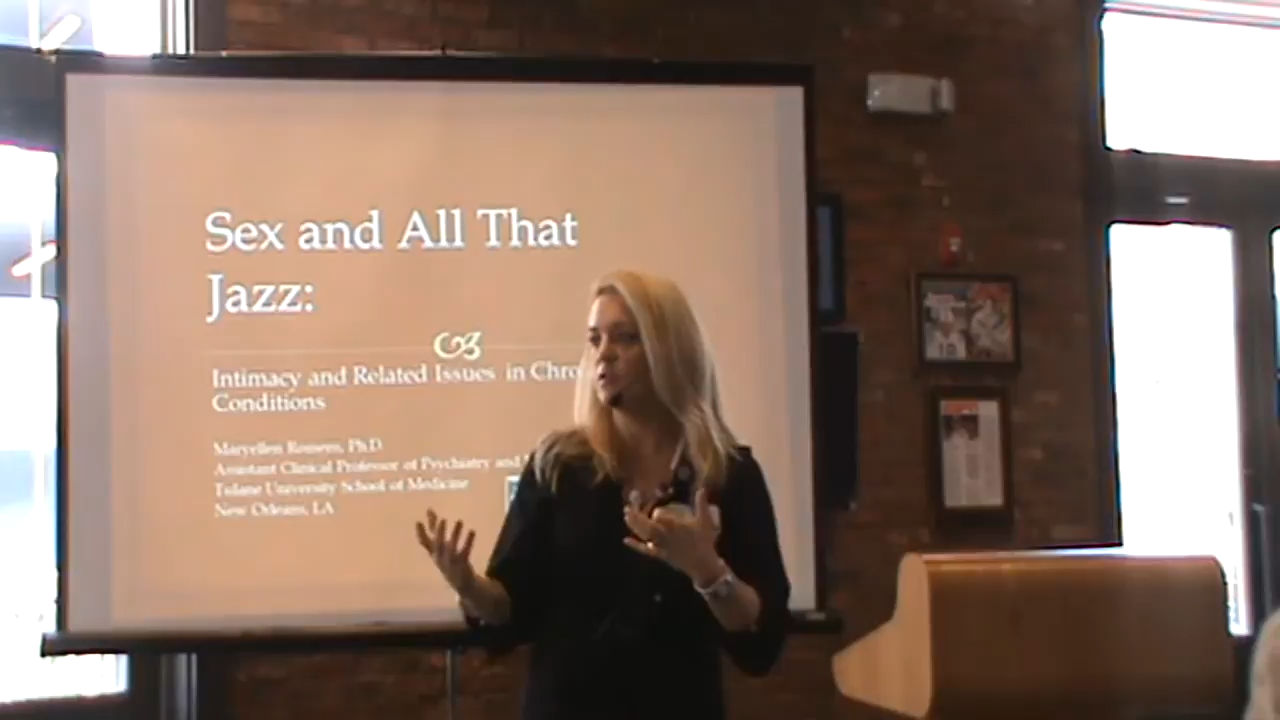 Sex and All That
Jazz:
Intimacy and Related Issues in Chro
Conditions
Maryellen Romero, Ph.D.
Assistant Clinical Professor of Psychiatry and
Tulane University School of Medicine
New Orleans, LA